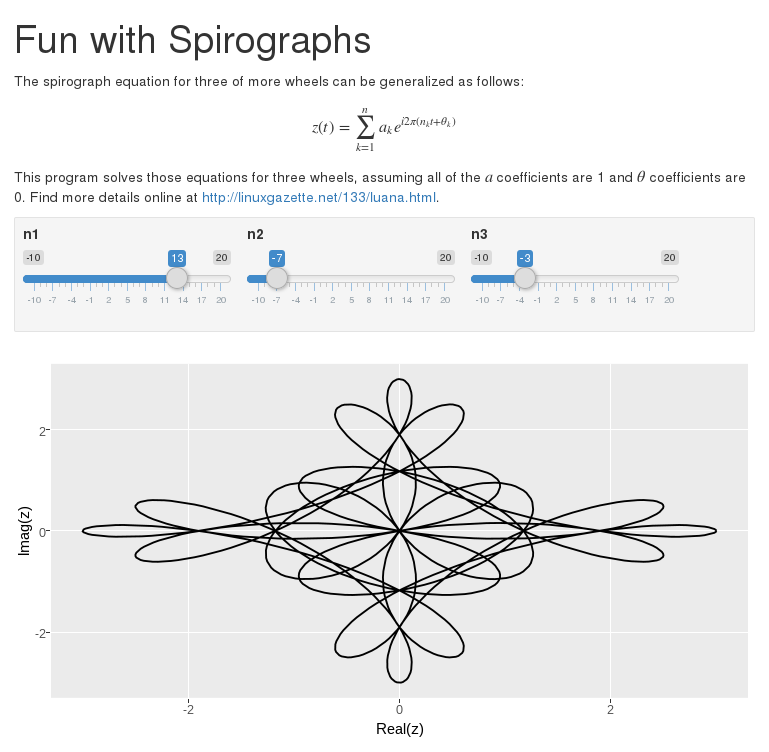 Fun with Spirographs
The spirograph equation for three of more wheels can be generalized as follows:
z(t) = ∑_{k=1}^{n} a_k e^{i2π(n_k t+θ_k)}
This program solves those equations for three wheels, assuming all of the a coefficients are 1 and θ coefficients are
0. Find more details online at http://linuxgazette.net/133/luana.html.
n1 n2 n3
-10 13 20 -7 20 -10 -3 20
-10 -7 -4 -1 2 5 8 11 14 17 20 -10 -7 -4 -1 2 5 8 11 14 17 20 -10 -7 -4 -1 2 5 8 11 14 17 20
2
0
-2
Imag(z)
-2 0 2
Real(z)